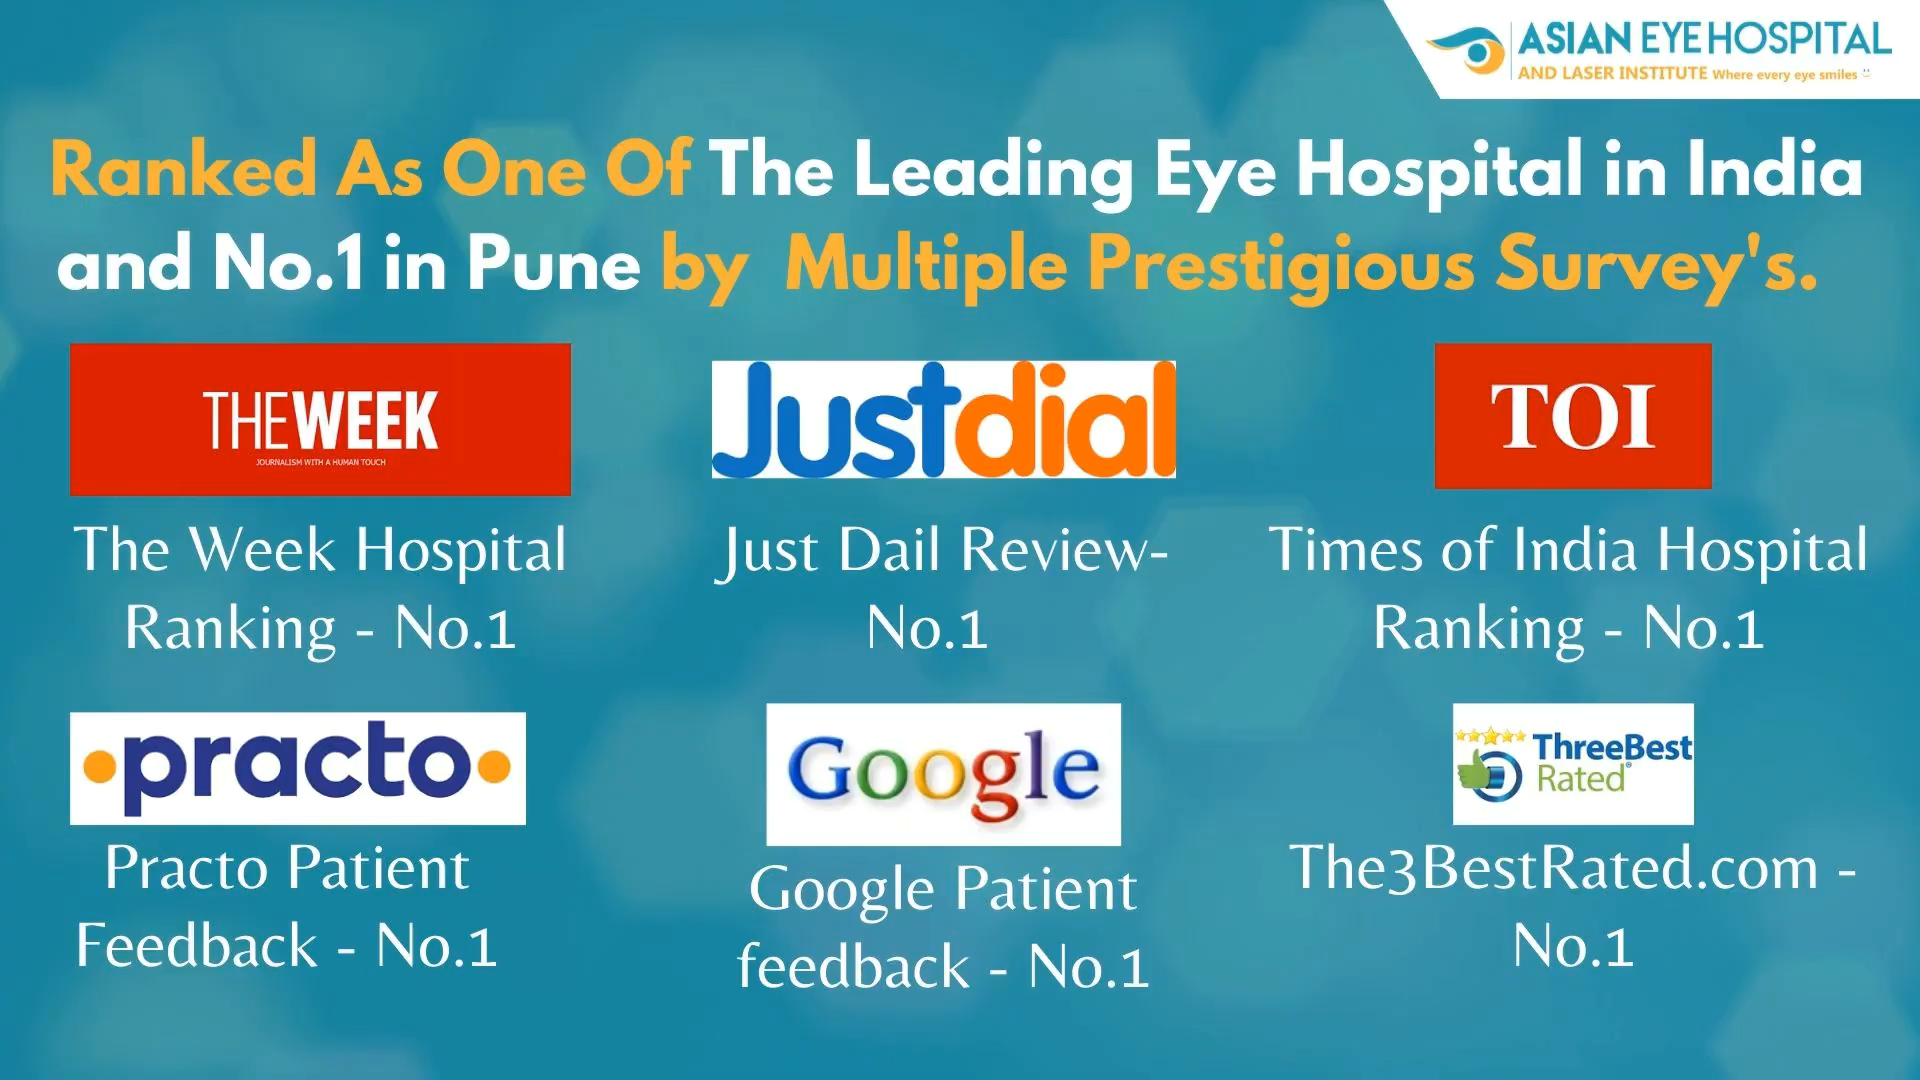 ASIAN EYE HOSPITAL
AND LASER INSTITUTE Where every eye smiles
Ranked As One Of The Leading Eye Hospital in India
and No.1 in Pune by Multiple Prestigious Survey's.
THE WEEK
JOURNALISM WITH A HUMAN TOUCH
The Week Hospital
Ranking - No.1
Justdial
Just Dail Review-
No.1
TOI
Times of India Hospital
Ranking - No.1
practo
Practo Patient
Feedback - No.1
Google
Google Patient
feedback - No.1
ThreeBest
Rated®
The3BestRated.com -
No.1